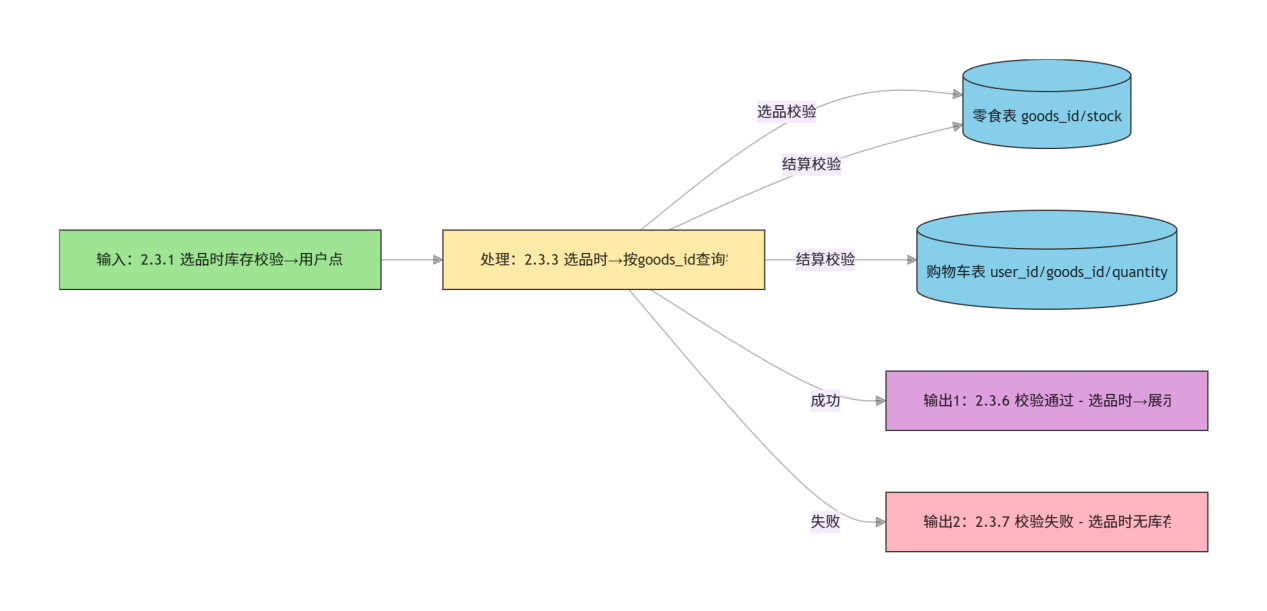 选品校验
零食表 goods_id/stock
结算校验
输入：2.3.1 选品时库存校验→用户点
处理：2.3.3 选品时→按goods_id查询
结算校验
购物车表 user_id/goods_id/quantity
成功
输出1：2.3.6 校验通过 - 选品时→展示
失败
输出2：2.3.7 校验失败 - 选品时无库存